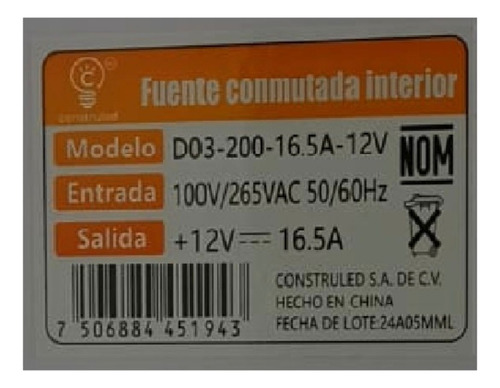 construled
Fuente conmutada interior
Modelo D03-200-16.5A-12V
NOM
Entrada 100V/265VAC 50/60Hz
Salida +12V⎓16.5A
CONSTRULED S.A. DE C.V.
HECHO EN CHINA
FECHA DE LOTE:24A05MML
7 506884 451943